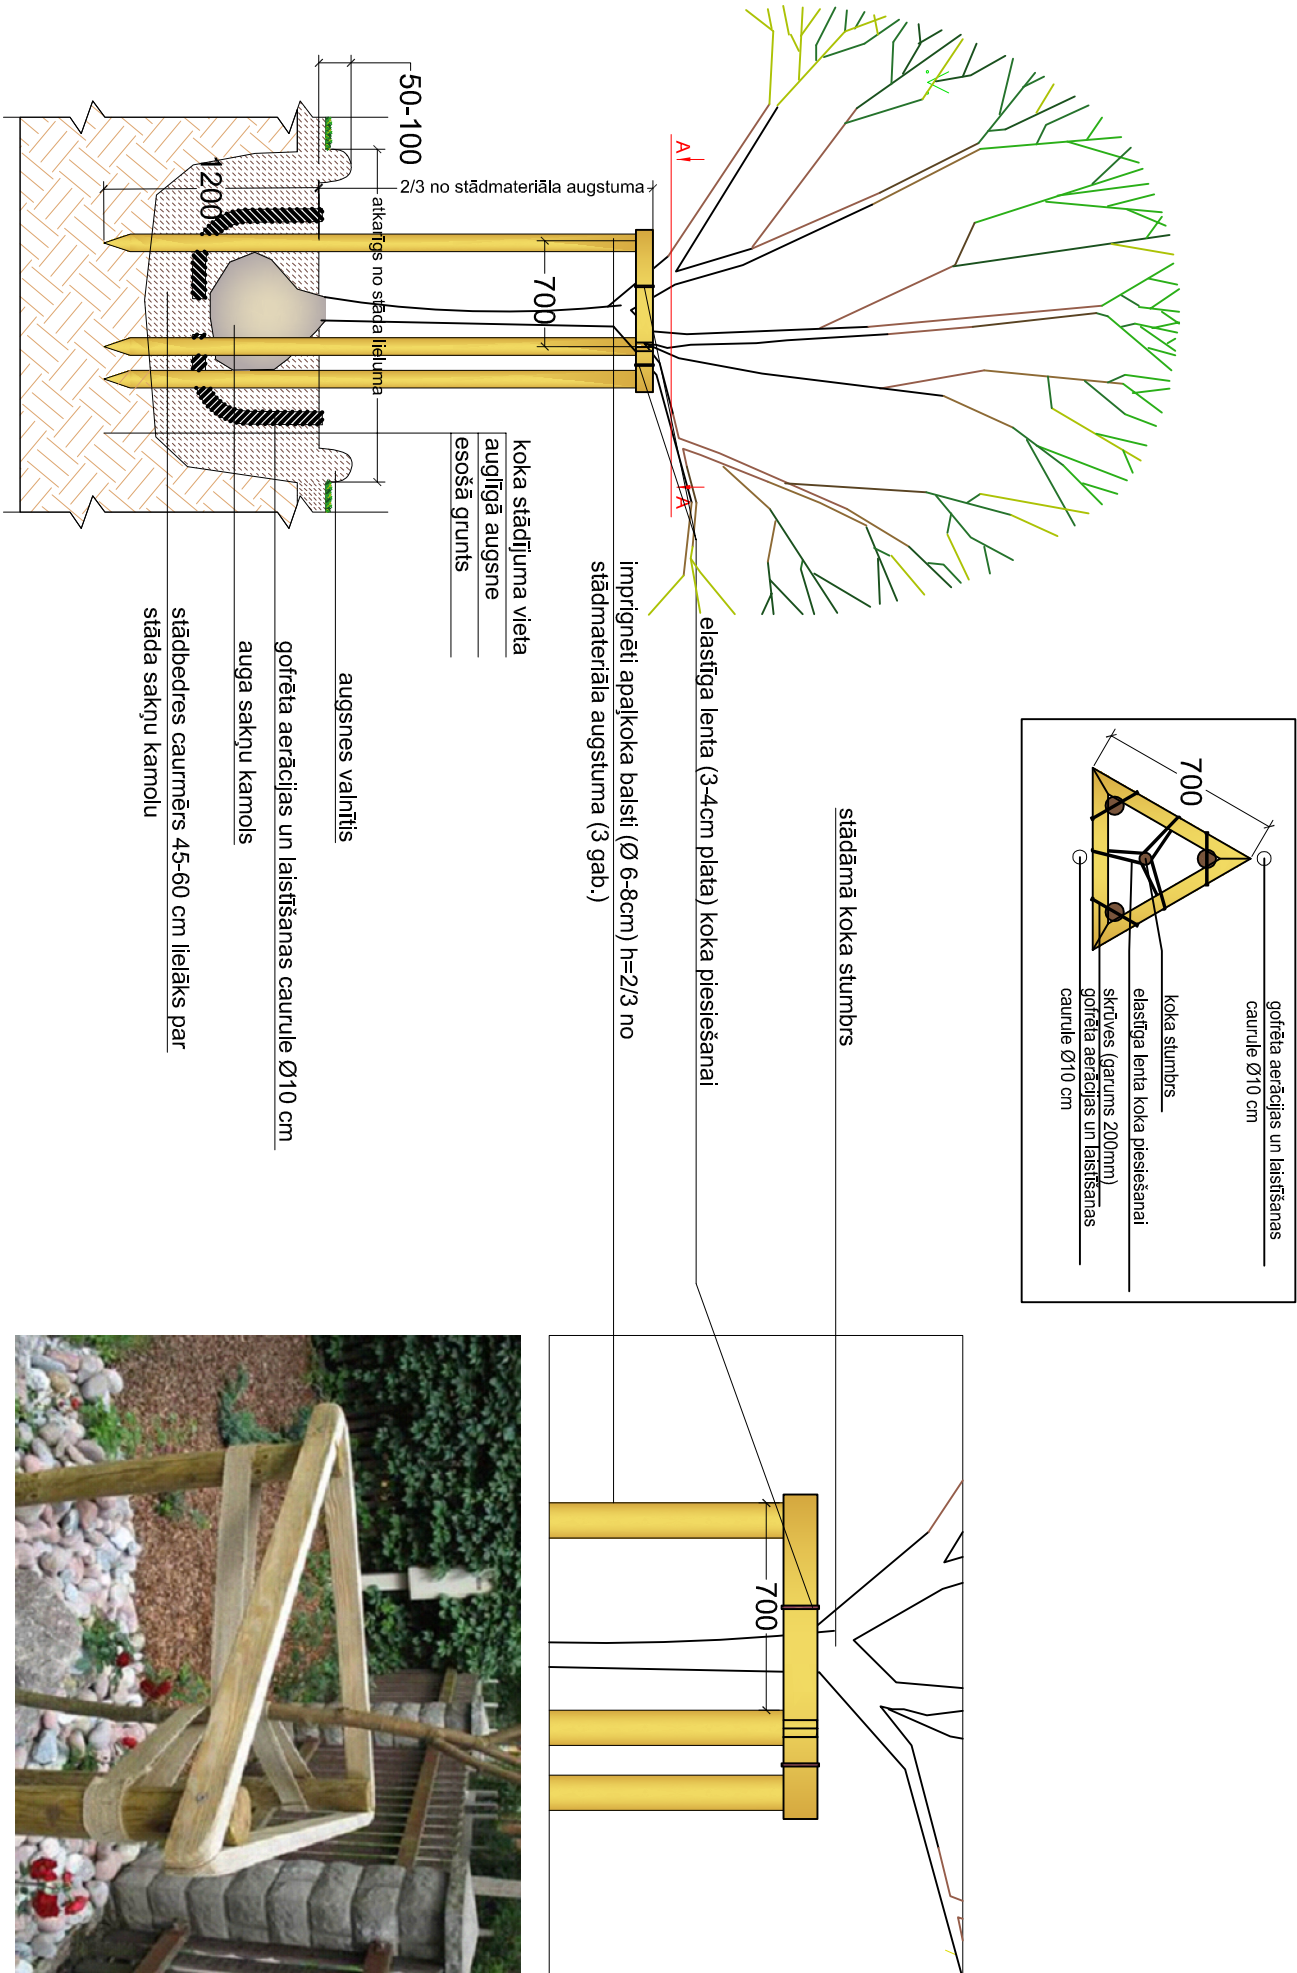 gofrēta aerācijas un laistīšanas
caurule Ø10 cm
700
koka stumbrs
elastīga lenta koka piesiešanai
skrūves (garums 200mm)
gofrēta aerācijas un laistīšanas
caurule Ø10 cm
A
A
stādāmā koka stumbrs
elastīga lenta (3-4cm plata) koka piesiešanai
imprignēti apaļkoka balsti (Ø 6-8cm) h=2/3 no
stādmateriāla augstuma (3 gab.)
700
700
2/3 no stādmateriāla augstuma
50-100
1200
atkarīgs no stāda lieluma
koka stādījuma vieta
auglīgā augsne
esošā grunts
augsnes valnītis
gofrēta aerācijas un laistīšanas caurule Ø10 cm
auga sakņu kamols
stādbedres caurmērs 45-60 cm lielāks par
stāda sakņu kamolu